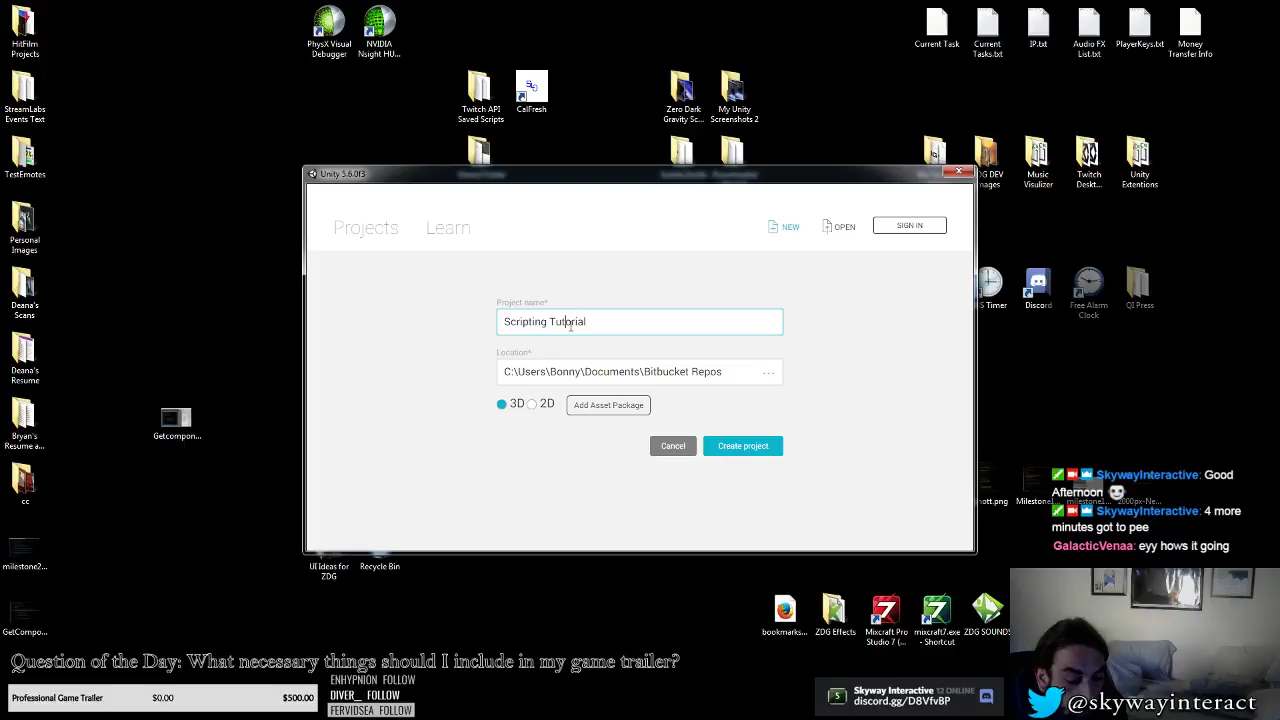 HitFilm
Projects
PhysX Visual
Debugger
NVIDIA
Nsight HU...
Current Task
Current
Tasks.txt
IP.txt
Audio FX
List.txt
PlayerKeys.txt
Money
Transfer.Info
StreamLabs
Events Text
Twitch API
Saved Scripts
CalFresh
Zero Dark
Gravity Sc...
My Unity
Screenshots 2
TestEmotes
Music
Visulizer
Twitch
Deskt...
Unity
Extentions
Unity 5.6.0f3
Projects
Learn
NEW
OPEN
SIGN IN
Personal
Images
Project name*
Scripting Tutorial
Location*
C:\Users\Bonny\Documents\Bitbucket Repos
...
3D
2D
Add Asset Package
Cancel
Create project
Deana's
Scans
Discord
Free Alarm
Clock
QI Press
Deana's
Resume
Getcompon...
Bryan's
Resume a...
cc
SkywayInteractive: Good
Afternoon
SkywayInteractive: 4 more
minutes got to pee
GalacticVenaa: eyy hows it going
milestone2...
UI Ideas for
ZDG
Recycle Bin
GetCompo...
bookmarks...
ZDG Effects
Mixcraft Pro
Studio 7 (...
mixcraft7.exe
- Shortcut
ZDG SOUNDS
Question of the Day: What necessary things should I include in my game trailer?
Professional Game Trailer
$0.00
$500.00
ENHYPNION FOLLOW
DIVER_ FOLLOW
FERVIDSEA FOLLOW
5
Skyway Interactive 12 ONLINE
discord.gg/D8VfvBP
@skywayinteract